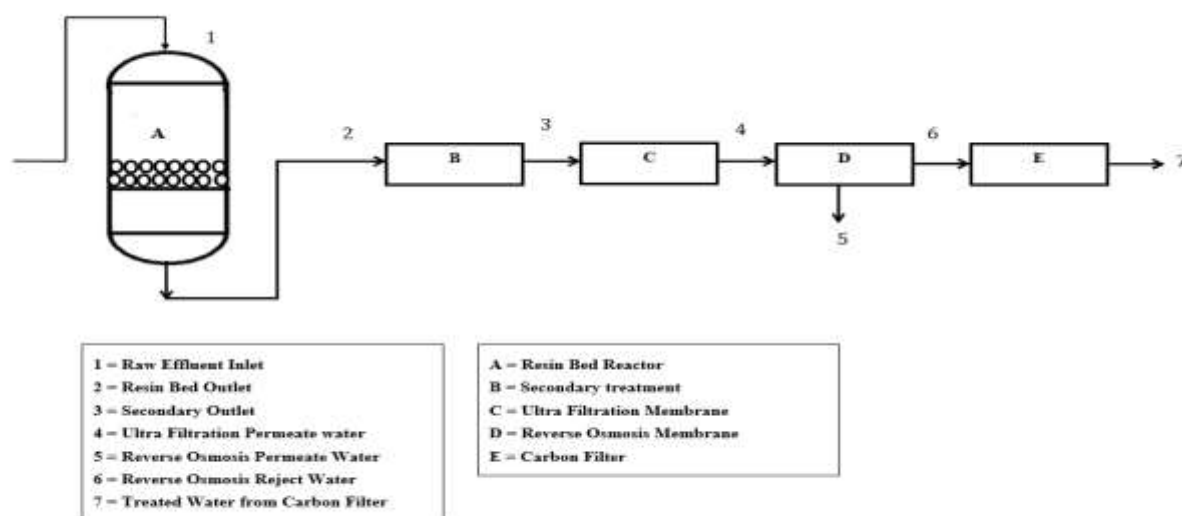 1
A
2
3
4
6
B
C
D
E
7
5
1 = Raw Effluent Inlet
2 = Resin Bed Outlet
3 = Secondary Outlet
4 = Ultra Filtration Permeate water
5 = Reverse Osmosis Permeate Water
6 = Reverse Osmosis Reject Water
7 = Treated Water from Carbon Filter
A = Resin Bed Reactor
B = Secondary treatment
C = Ultra Filtration Membrane
D = Reverse Osmosis Membrane
E = Carbon Filter